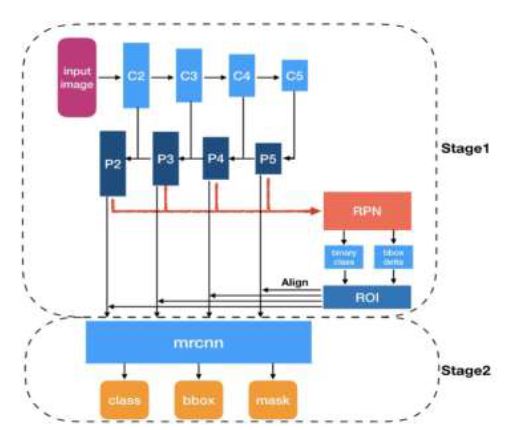 input
image
C2
C3
C4
C5
P2
P3
P4
P5
Stage1
RPN
binary
class
bbox
delta
Align
ROI
mrcnn
Stage2
class
bbox
mask